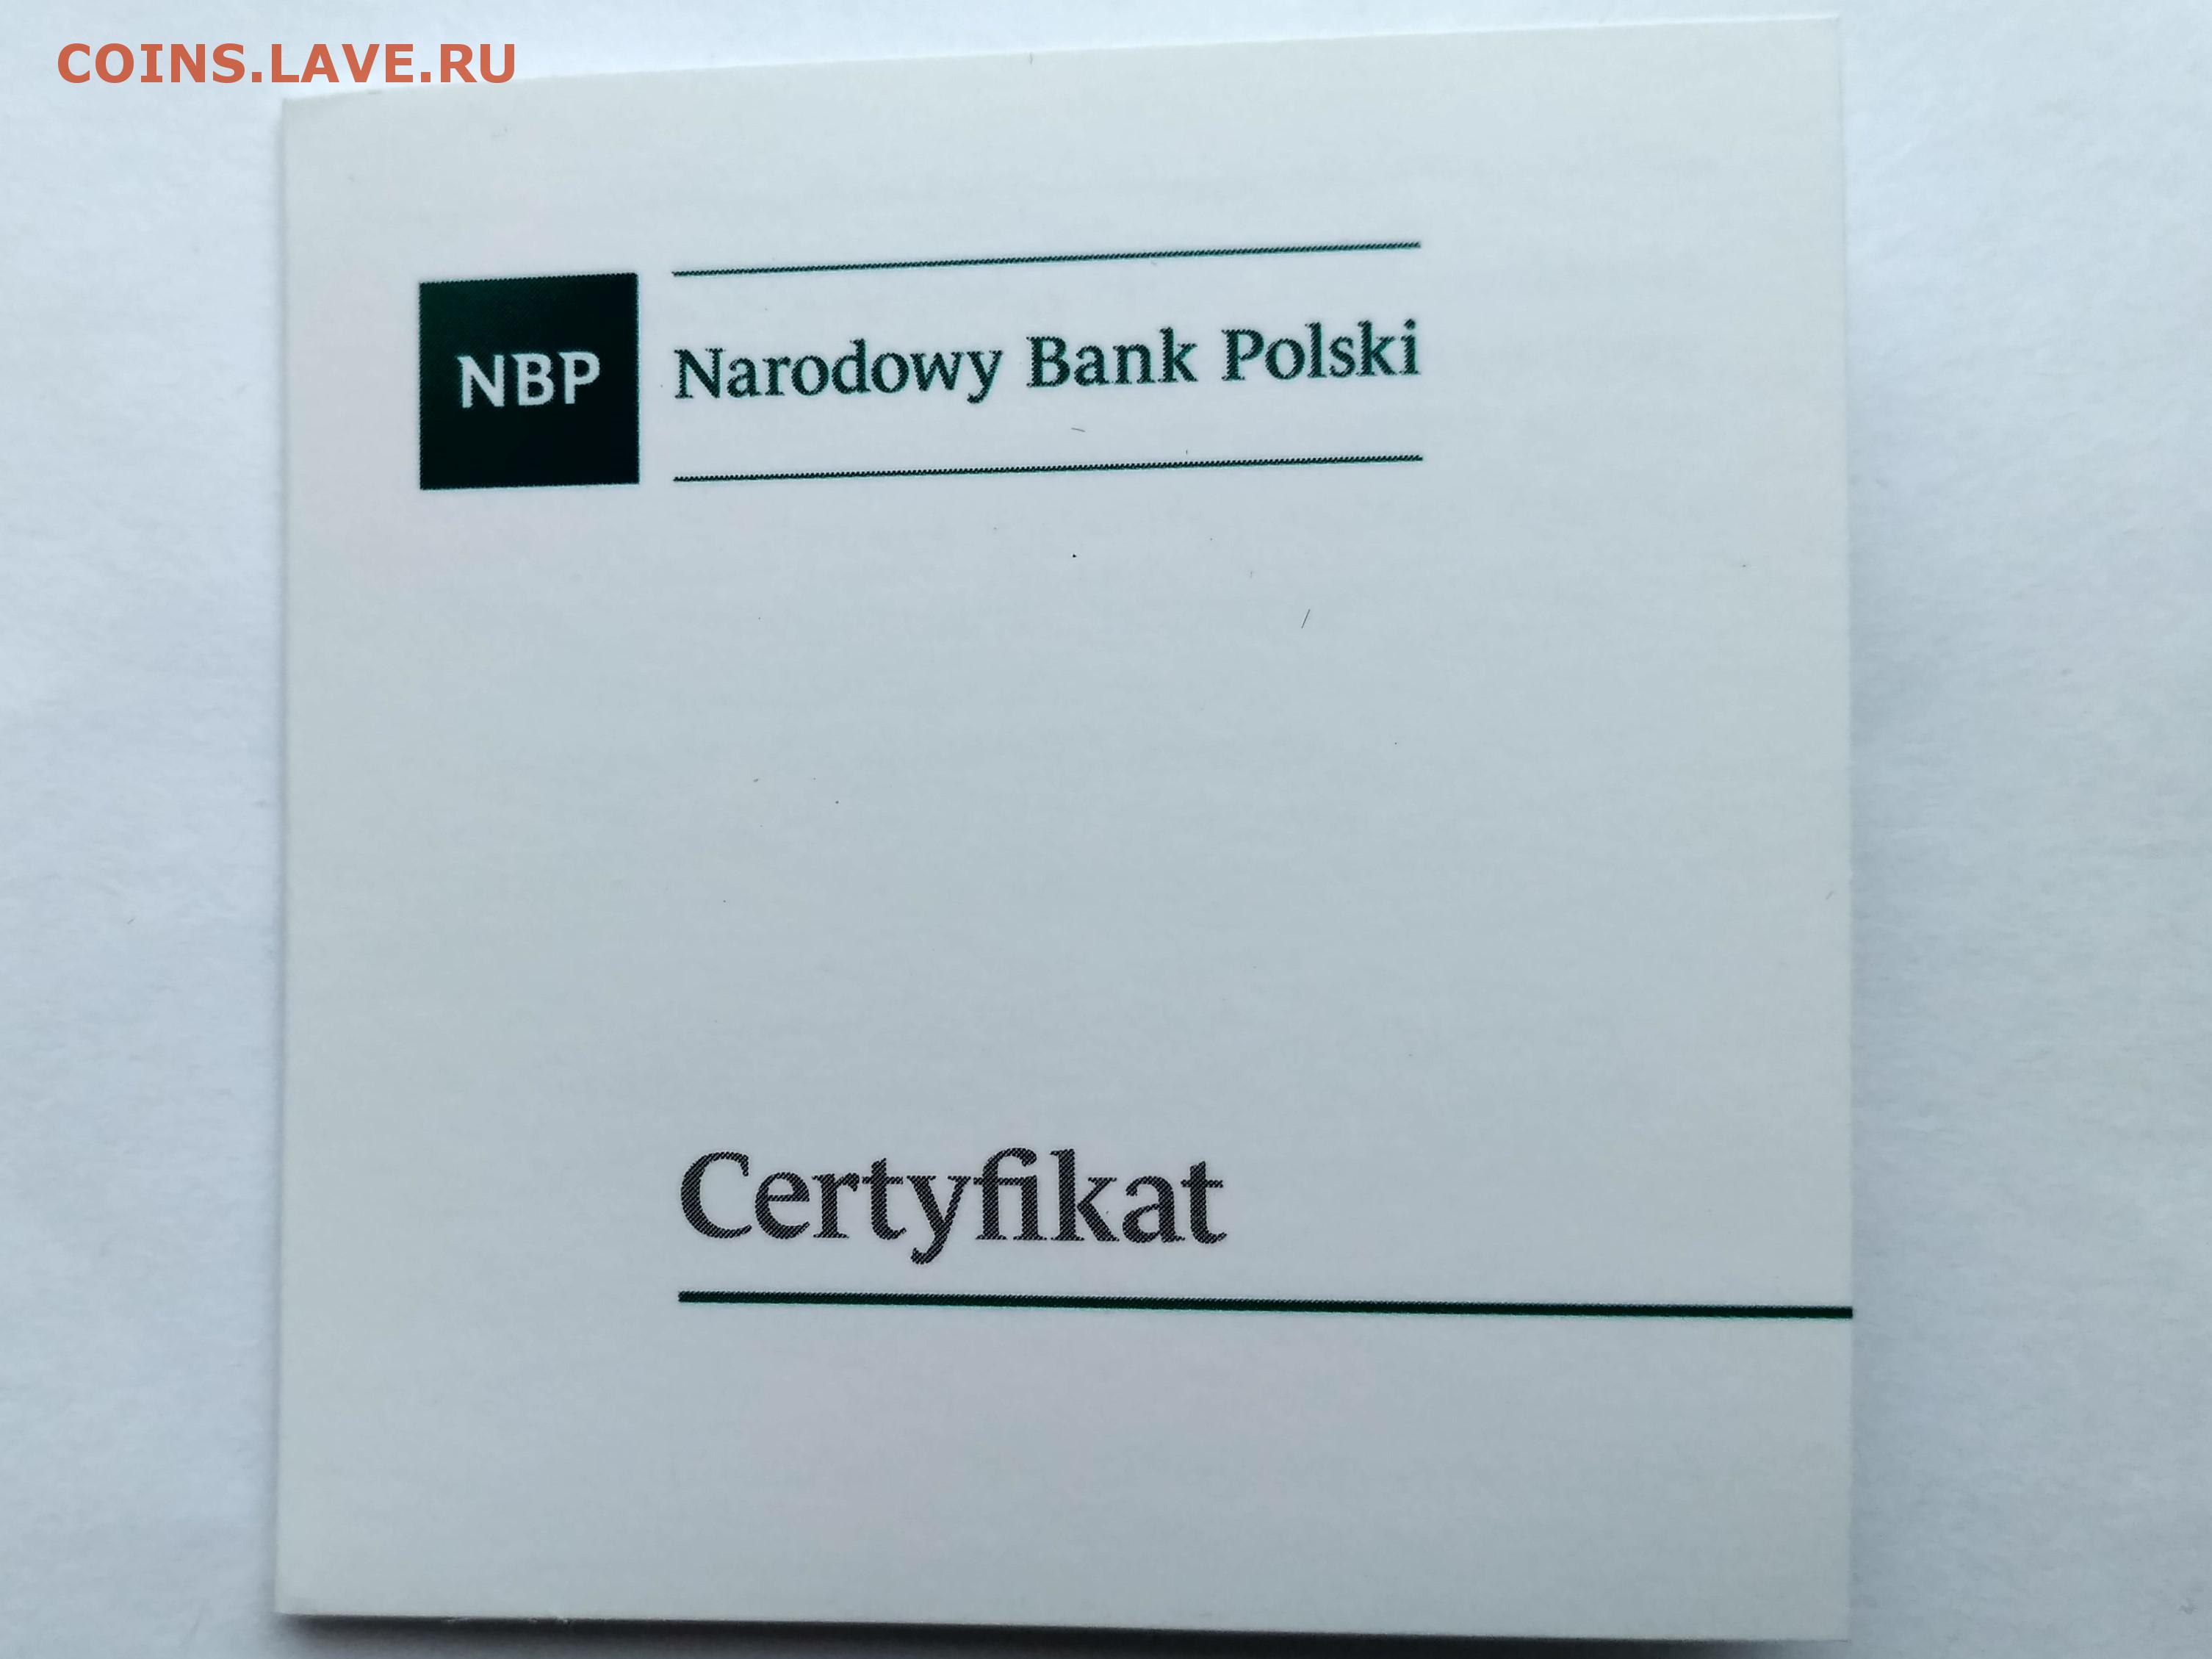 COINS.LAVE.RU
NBP
Narodowy Bank Polski
Certyfikat